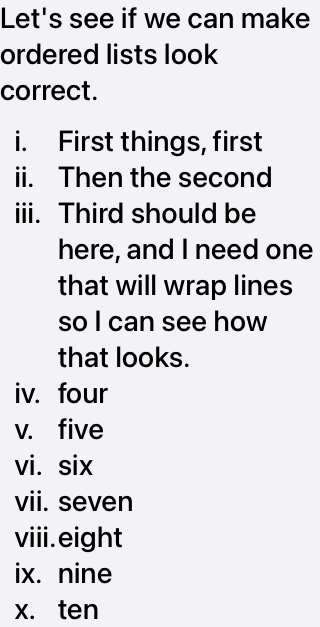 Let's see if we can make
ordered lists look
correct.
i. First things, first
ii. Then the second
iii. Third should be
here, and I need one
that will wrap lines
so I can see how
that looks.
iv. four
v. five
vi. six
vii. seven
viii. eight
ix. nine
x. ten